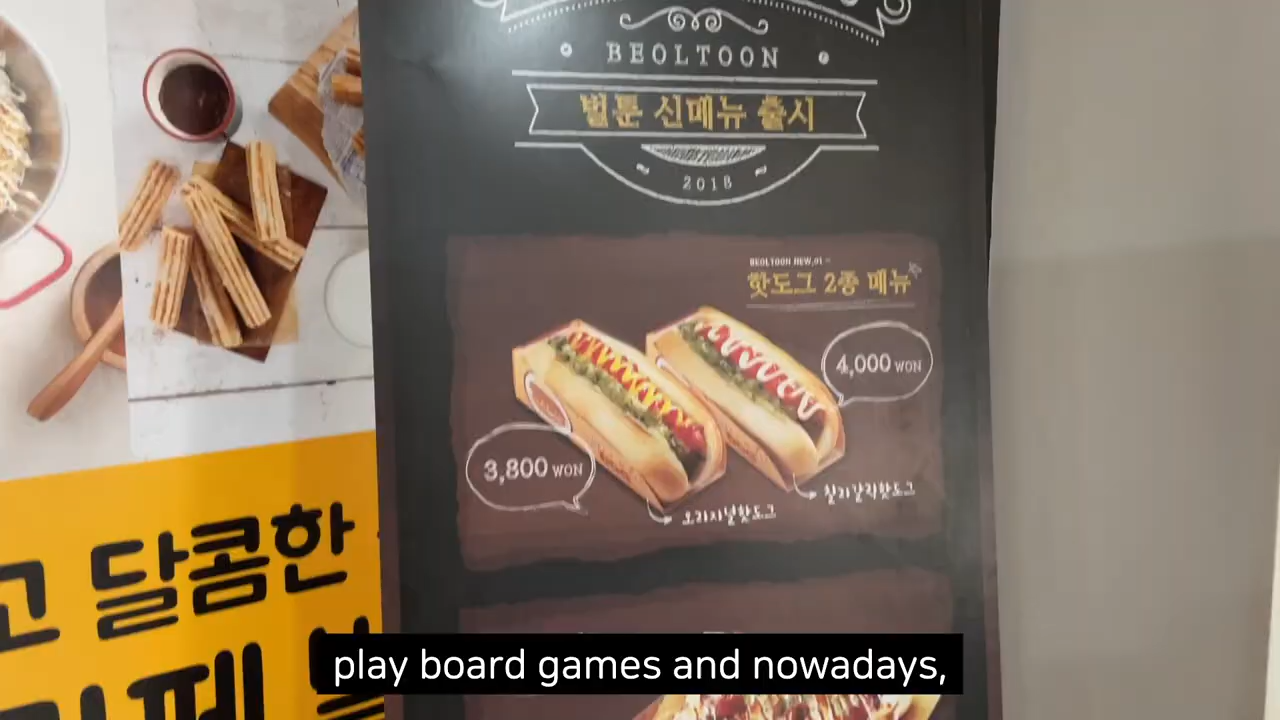 BEOLTOON
벌툰 신메뉴 출시
2018
BEOLTOON NEW.01
핫도그 2종 메뉴
4,000 WON
3,800 WON
칠리갈릭핫도그
오리지널핫도그
고 달콤한
play board games and nowadays,